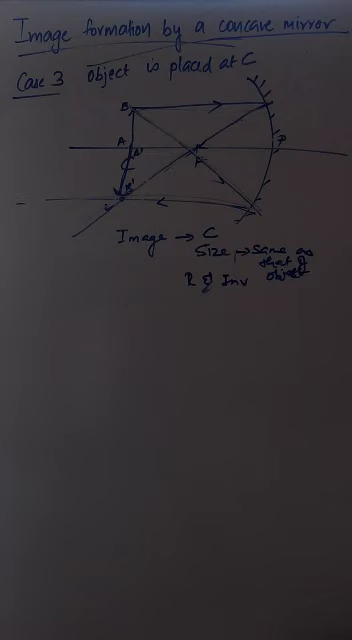 Image formation by a concave mirror
Case 3 object is placed at C
B
A A' P
C F
B'
Image → C
Size → same as
that of
object
R & Inv